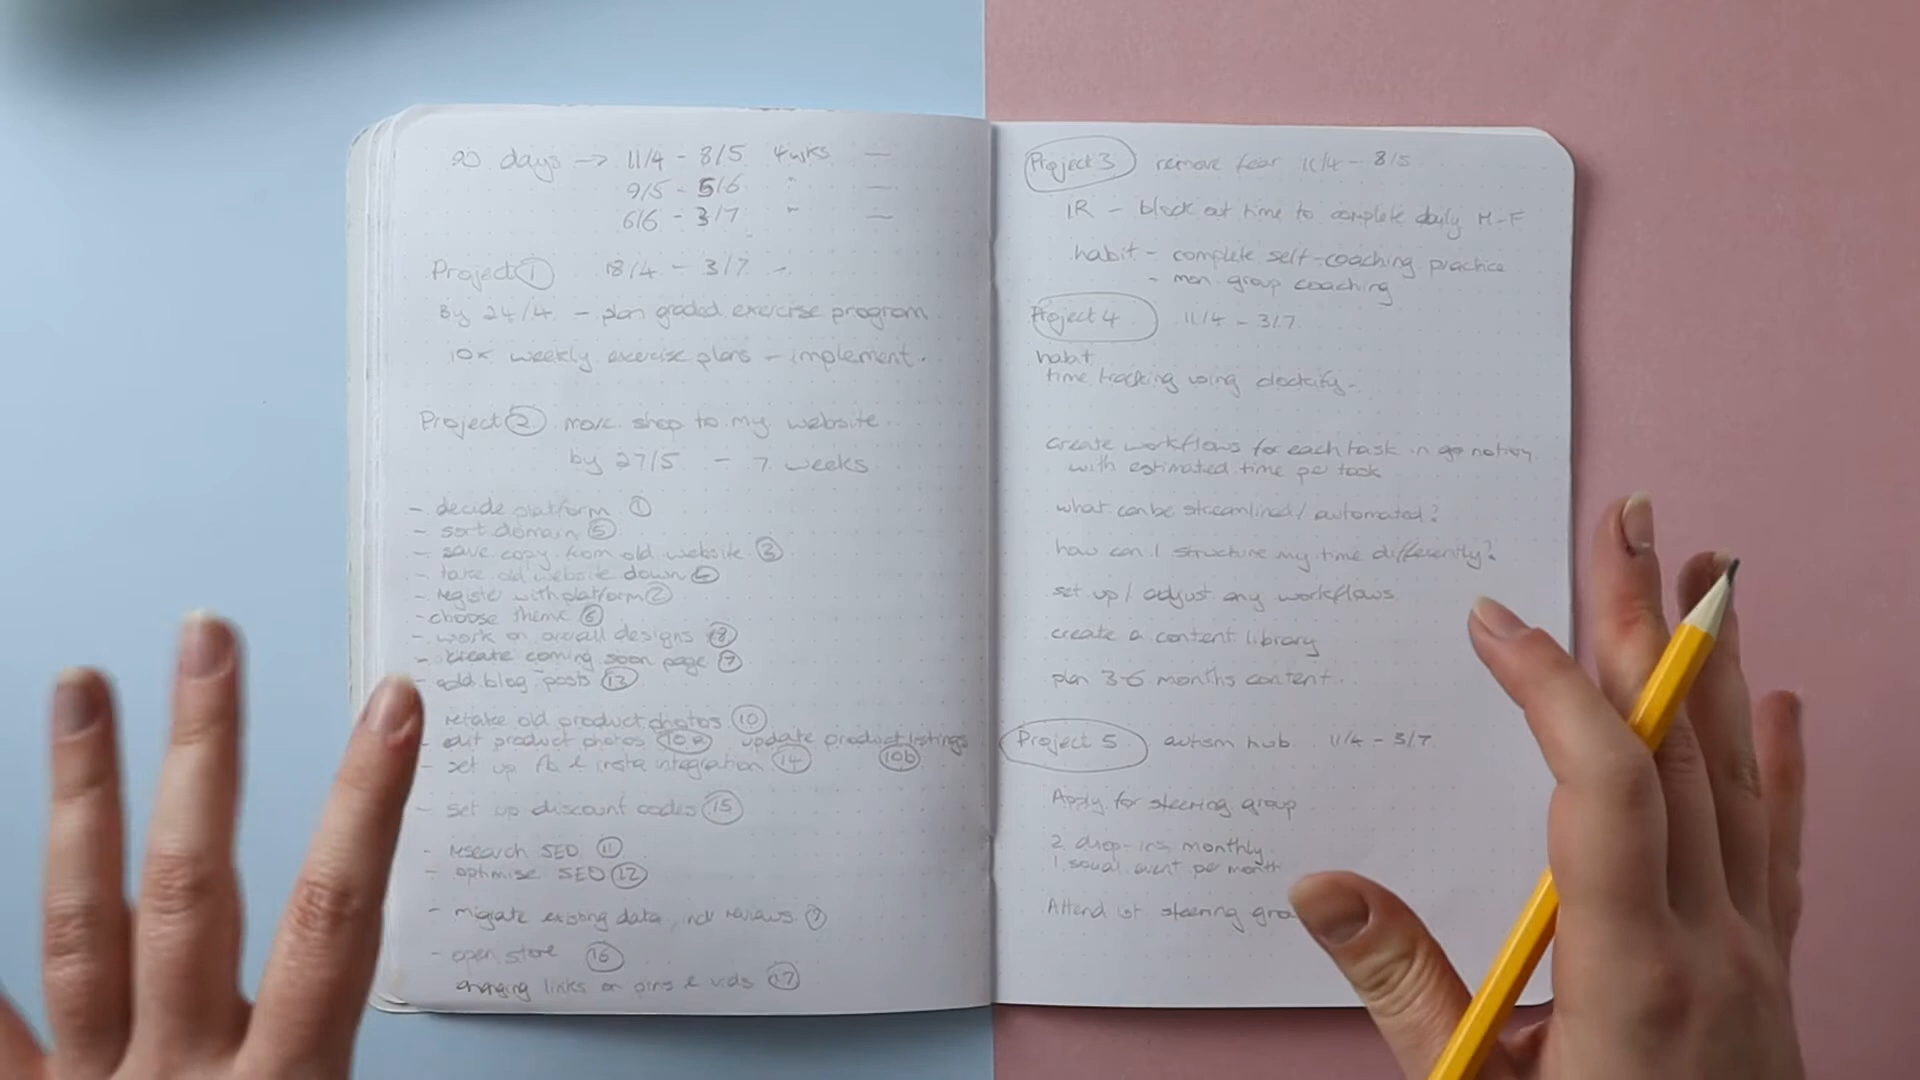 90 days → 11/4 - 8/5 4wks —
9/5 - 5/6 " —
6/6 - 3/7 " —
Project 1 18/4 - 3/7
By 24/4 - plan graded exercise program
10x weekly exercise plans - implement.
Project 2 move shop to my website
by 27/5 - 7 weeks
- decide platform 1
- sort domain 5
- save copy from old website 3
- take old website down
- register with platform 2
- choose theme 6
- work on overall designs 8
- create coming soon page 7
- add blog posts 13
retake old product photos 10
- edit product photos 10a update product listings 10b
- set up fb & insta integration 14
- set up discount codes 15
- research SEO 11
- optimise SEO 12
- migrate existing data, incl reviews 9
- open store 16
changing links on pins & vids 17
Project 3 remove fear 11/4 - 8/5
IR - block out time to complete daily M-F
habit - complete self-coaching practice
- mon group coaching
Project 4 11/4 - 3/7
habit
time tracking using clockify -
create workflows for each task in notion
with estimated time per task
what can be streamlined / automated?
how can I structure my time differently?
set up / adjust any workflows
create a content library
plan 3-6 months content
Project 5 autism hub 11/4 - 3/7
Apply for steering group
2 drop-ins monthly
1 social event per month
Attend 1st steering gro